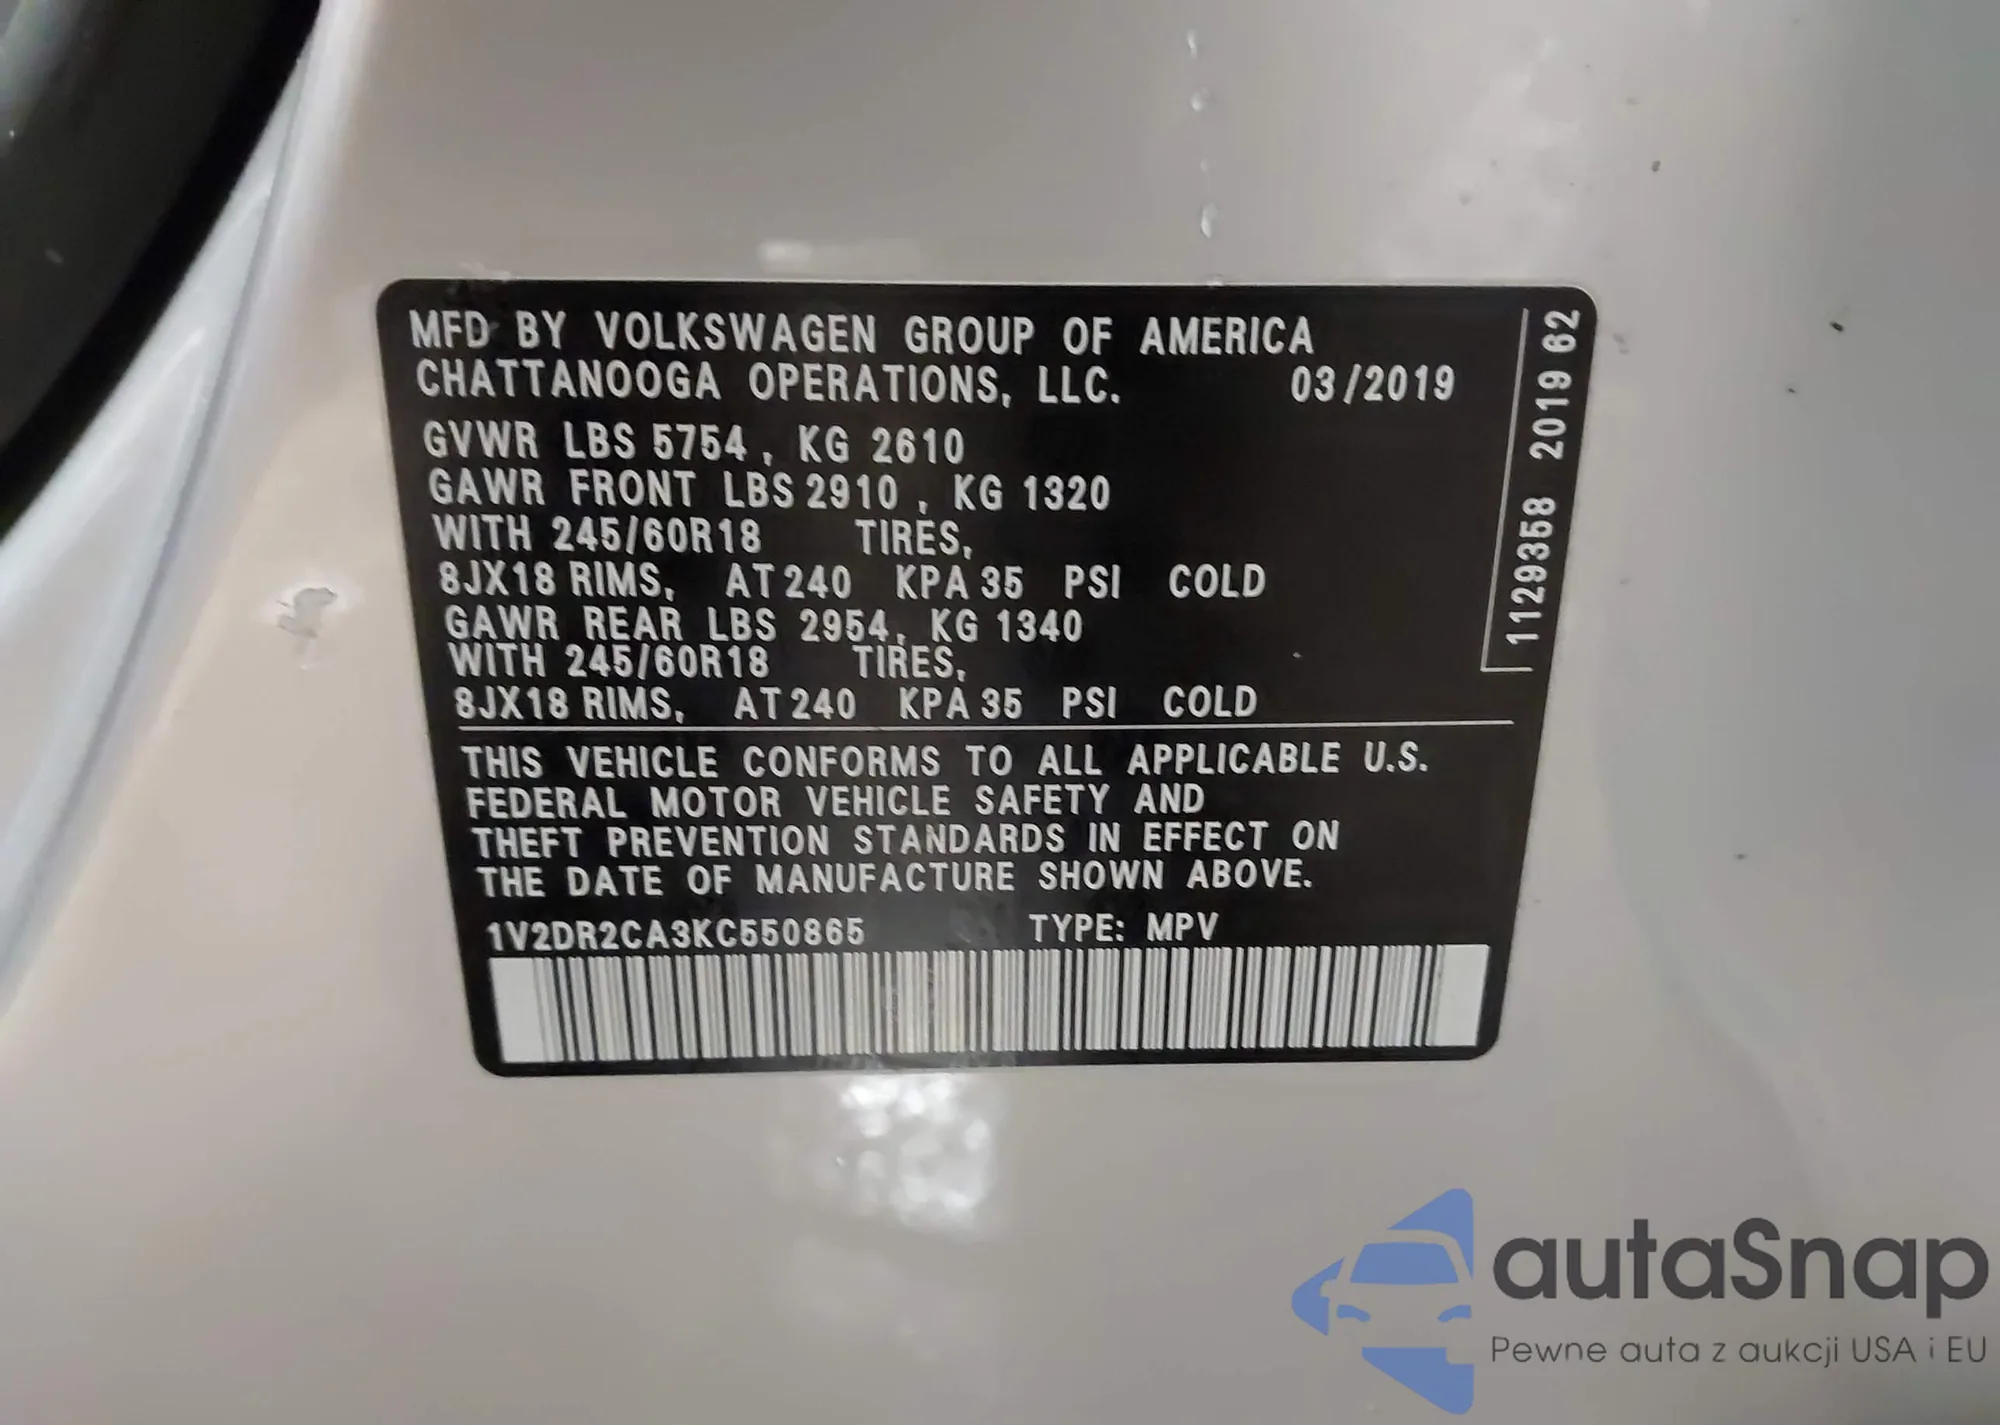 MFD BY VOLKSWAGEN GROUP OF AMERICA
CHATTANOOGA OPERATIONS, LLC. 03/2019
GVWR LBS 5754, KG 2610
GAWR FRONT LBS 2910, KG 1320
WITH 245/60R18 TIRES,
8JX18 RIMS, AT 240 KPA 35 PSI COLD
GAWR REAR LBS 2954, KG 1340
WITH 245/60R18 TIRES,
8JX18 RIMS, AT 240 KPA 35 PSI COLD
THIS VEHICLE CONFORMS TO ALL APPLICABLE U.S.
FEDERAL MOTOR VEHICLE SAFETY AND
THEFT PREVENTION STANDARDS IN EFFECT ON
THE DATE OF MANUFACTURE SHOWN ABOVE.
1V2DR2CA3KC550865 TYPE: MPV
1129358 2019 62
autaSnap
Pewne auta z aukcji USA i EU